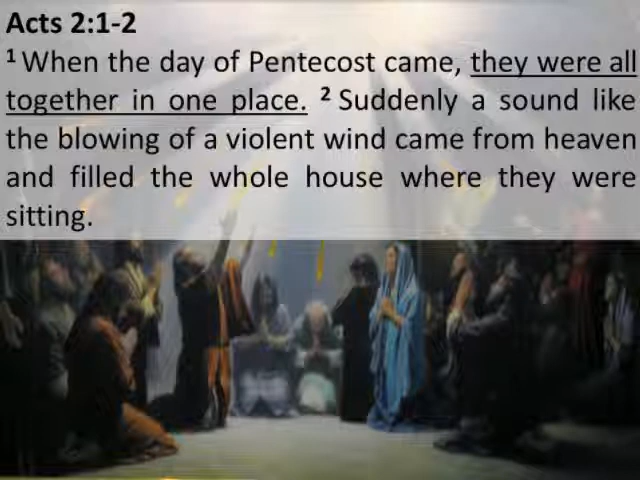 Acts 2:1-2
¹ When the day of Pentecost came, they were all
together in one place. ² Suddenly a sound like
the blowing of a violent wind came from heaven
and filled the whole house where they were
sitting.